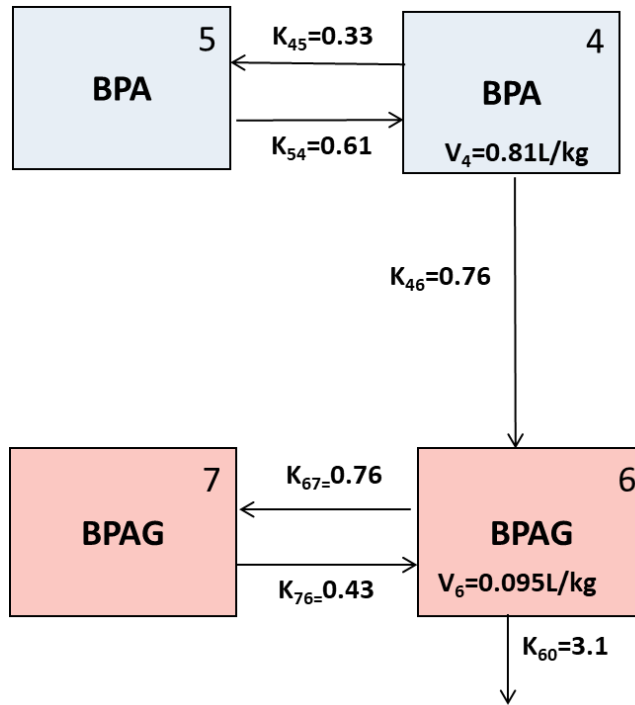 5
K₄₅=0.33
4
BPA
BPA
K₅₄=0.61
V₄=0.81L/kg
K₄₆=0.76
7
K₆₇₌0.76
6
BPAG
BPAG
K₇₆₌0.43
V₆=0.095L/kg
K₆₀=3.1